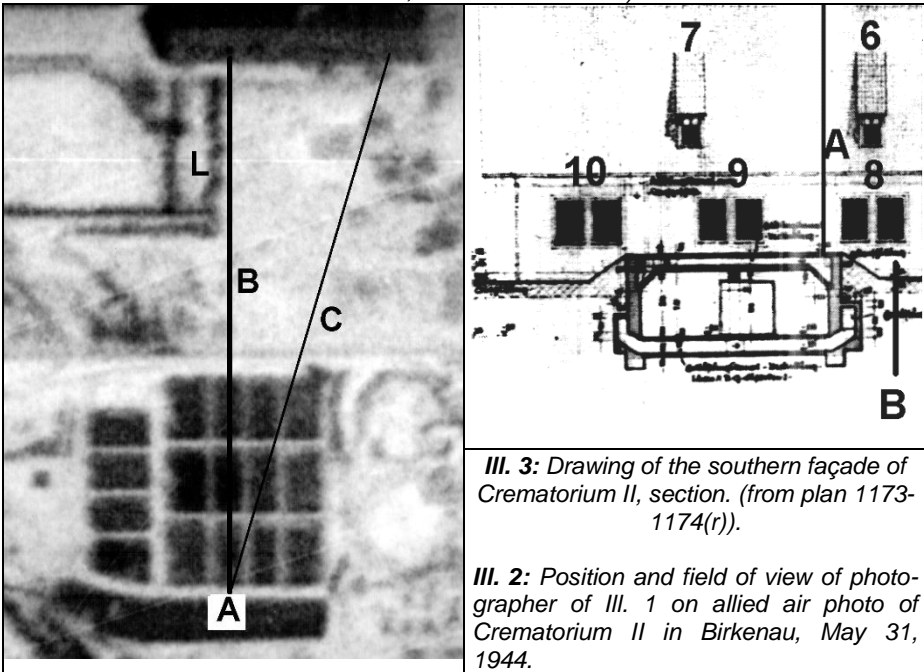 L
B
C
A
7
6
A
10
9
8
B
Ill. 3: Drawing of the southern façade of
Crematorium II, section. (from plan 1173-
1174(r)).
Ill. 2: Position and field of view of photo-
grapher of Ill. 1 on allied air photo of
Crematorium II in Birkenau, May 31,
1944.